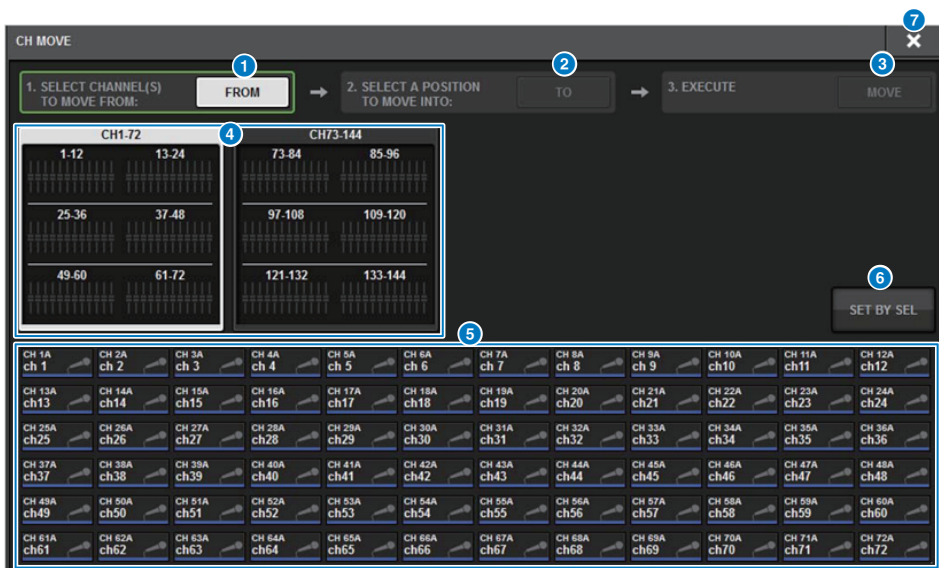 7
CH MOVE ×
1 2 3
1. SELECT CHANNEL(S) TO MOVE FROM: FROM → 2. SELECT A POSITION TO MOVE INTO: TO → 3. EXECUTE MOVE
CH1-72 4 CH73-144
1-12 13-24 73-84 85-96
25-36 37-48 97-108 109-120
49-60 61-72 121-132 133-144
6
SET BY SEL
5
CH 1A CH 2A CH 3A CH 4A CH 5A CH 6A CH 7A CH 8A CH 9A CH 10A CH 11A CH 12A
ch 1 ch 2 ch 3 ch 4 ch 5 ch 6 ch 7 ch 8 ch 9 ch10 ch11 ch12
CH 13A CH 14A CH 15A CH 16A CH 17A CH 18A CH 19A CH 20A CH 21A CH 22A CH 23A CH 24A
ch13 ch14 ch15 ch16 ch17 ch18 ch19 ch20 ch21 ch22 ch23 ch24
CH 25A CH 26A CH 27A CH 28A CH 29A CH 30A CH 31A CH 32A CH 33A CH 34A CH 35A CH 36A
ch25 ch26 ch27 ch28 ch29 ch30 ch31 ch32 ch33 ch34 ch35 ch36
CH 37A CH 38A CH 39A CH 40A CH 41A CH 42A CH 43A CH 44A CH 45A CH 46A CH 47A CH 48A
ch37 ch38 ch39 ch40 ch41 ch42 ch43 ch44 ch45 ch46 ch47 ch48
CH 49A CH 50A CH 51A CH 52A CH 53A CH 54A CH 55A CH 56A CH 57A CH 58A CH 59A CH 60A
ch49 ch50 ch51 ch52 ch53 ch54 ch55 ch56 ch57 ch58 ch59 ch60
CH 61A CH 62A CH 63A CH 64A CH 65A CH 66A CH 67A CH 68A CH 69A CH 70A CH 71A CH 72A
ch61 ch62 ch63 ch64 ch65 ch66 ch67 ch68 ch69 ch70 ch71 ch72